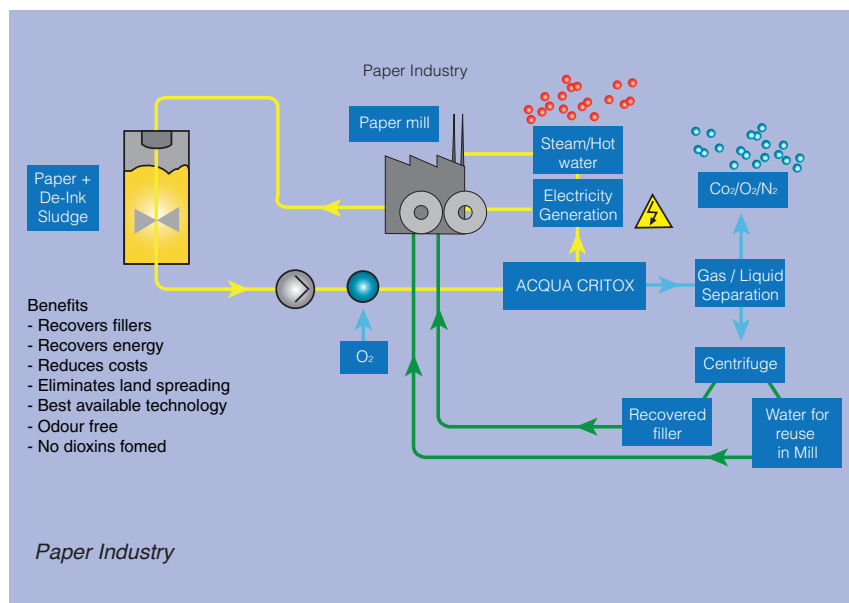 Paper Industry
Paper mill
Steam/Hot
water
Electricity
Generation
Co₂/O₂/N₂
Paper +
De-Ink
Sludge
ACQUA CRITOX
Gas / Liquid
Separation
O₂
Centrifuge
Recovered
filler
Water for
reuse
in Mill
Benefits
- Recovers fillers
- Recovers energy
- Reduces costs
- Eliminates land spreading
- Best available technology
- Odour free
- No dioxins fomed
Paper Industry